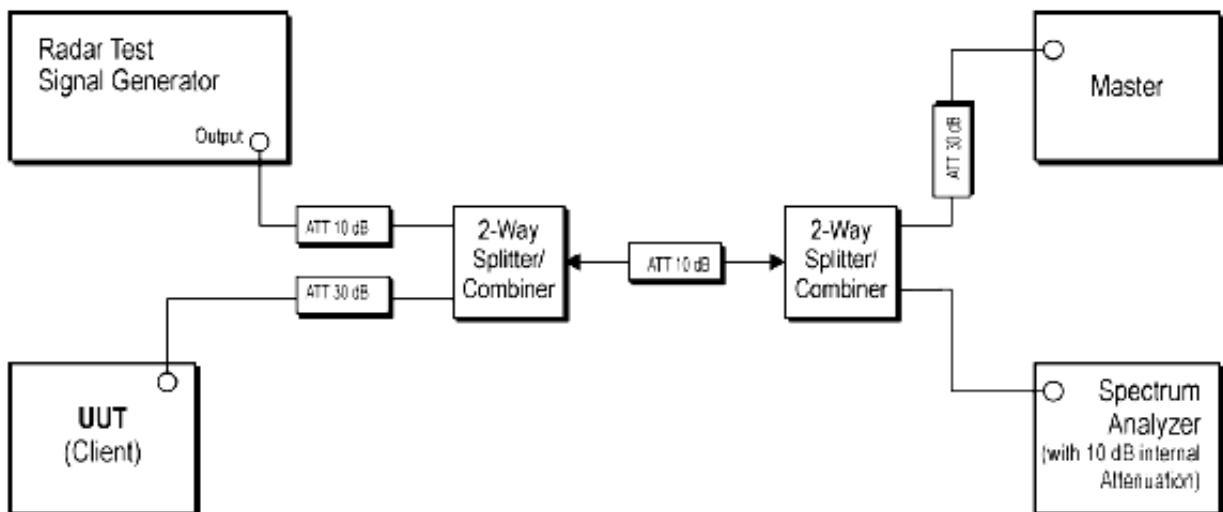 Radar Test
Signal Generator
Output
ATT 10 dB
ATT 30 dB
UUT
(Client)
2-Way
Splitter/
Combiner
ATT 10 dB
2-Way
Splitter/
Combiner
ATT 30 dB
Master
Spectrum
Analyzer
(with 10 dB internal
Attenuation)